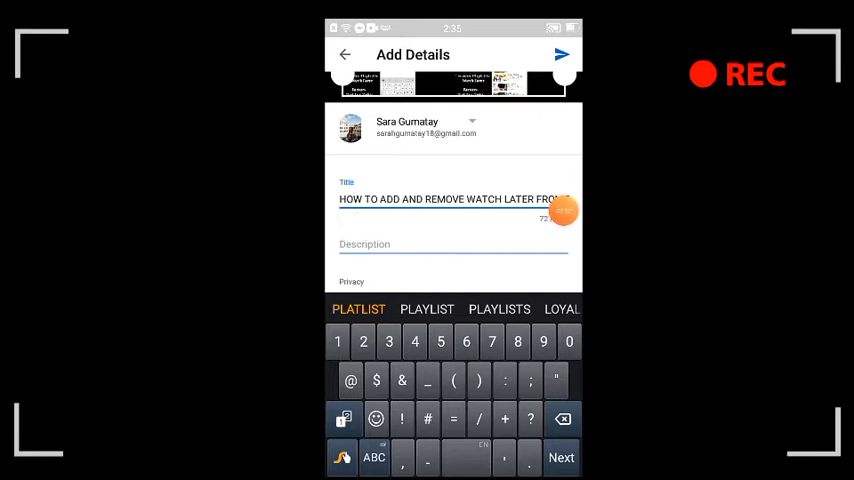 2:35
REC
Add Details
Sara Gumatay
sarahgumatay18@gmail.com
Title
HOW TO ADD AND REMOVE WATCH LATER FROM
72
Description
Privacy
PLATLIST PLAYLIST PLAYLISTS LOYAL
1 2 3 4 5 6 7 8 9 0
@ $ & _ ( ) : ; "
! # = / + ?
CN
ABC , - ' . Next